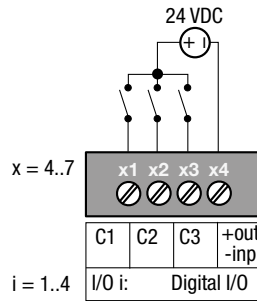 24 VDC
+ I
x = 4..7
x1 x2 x3 x4
C1 C2 C3 +out
-inp
i = 1..4 I/O i: Digital I/O